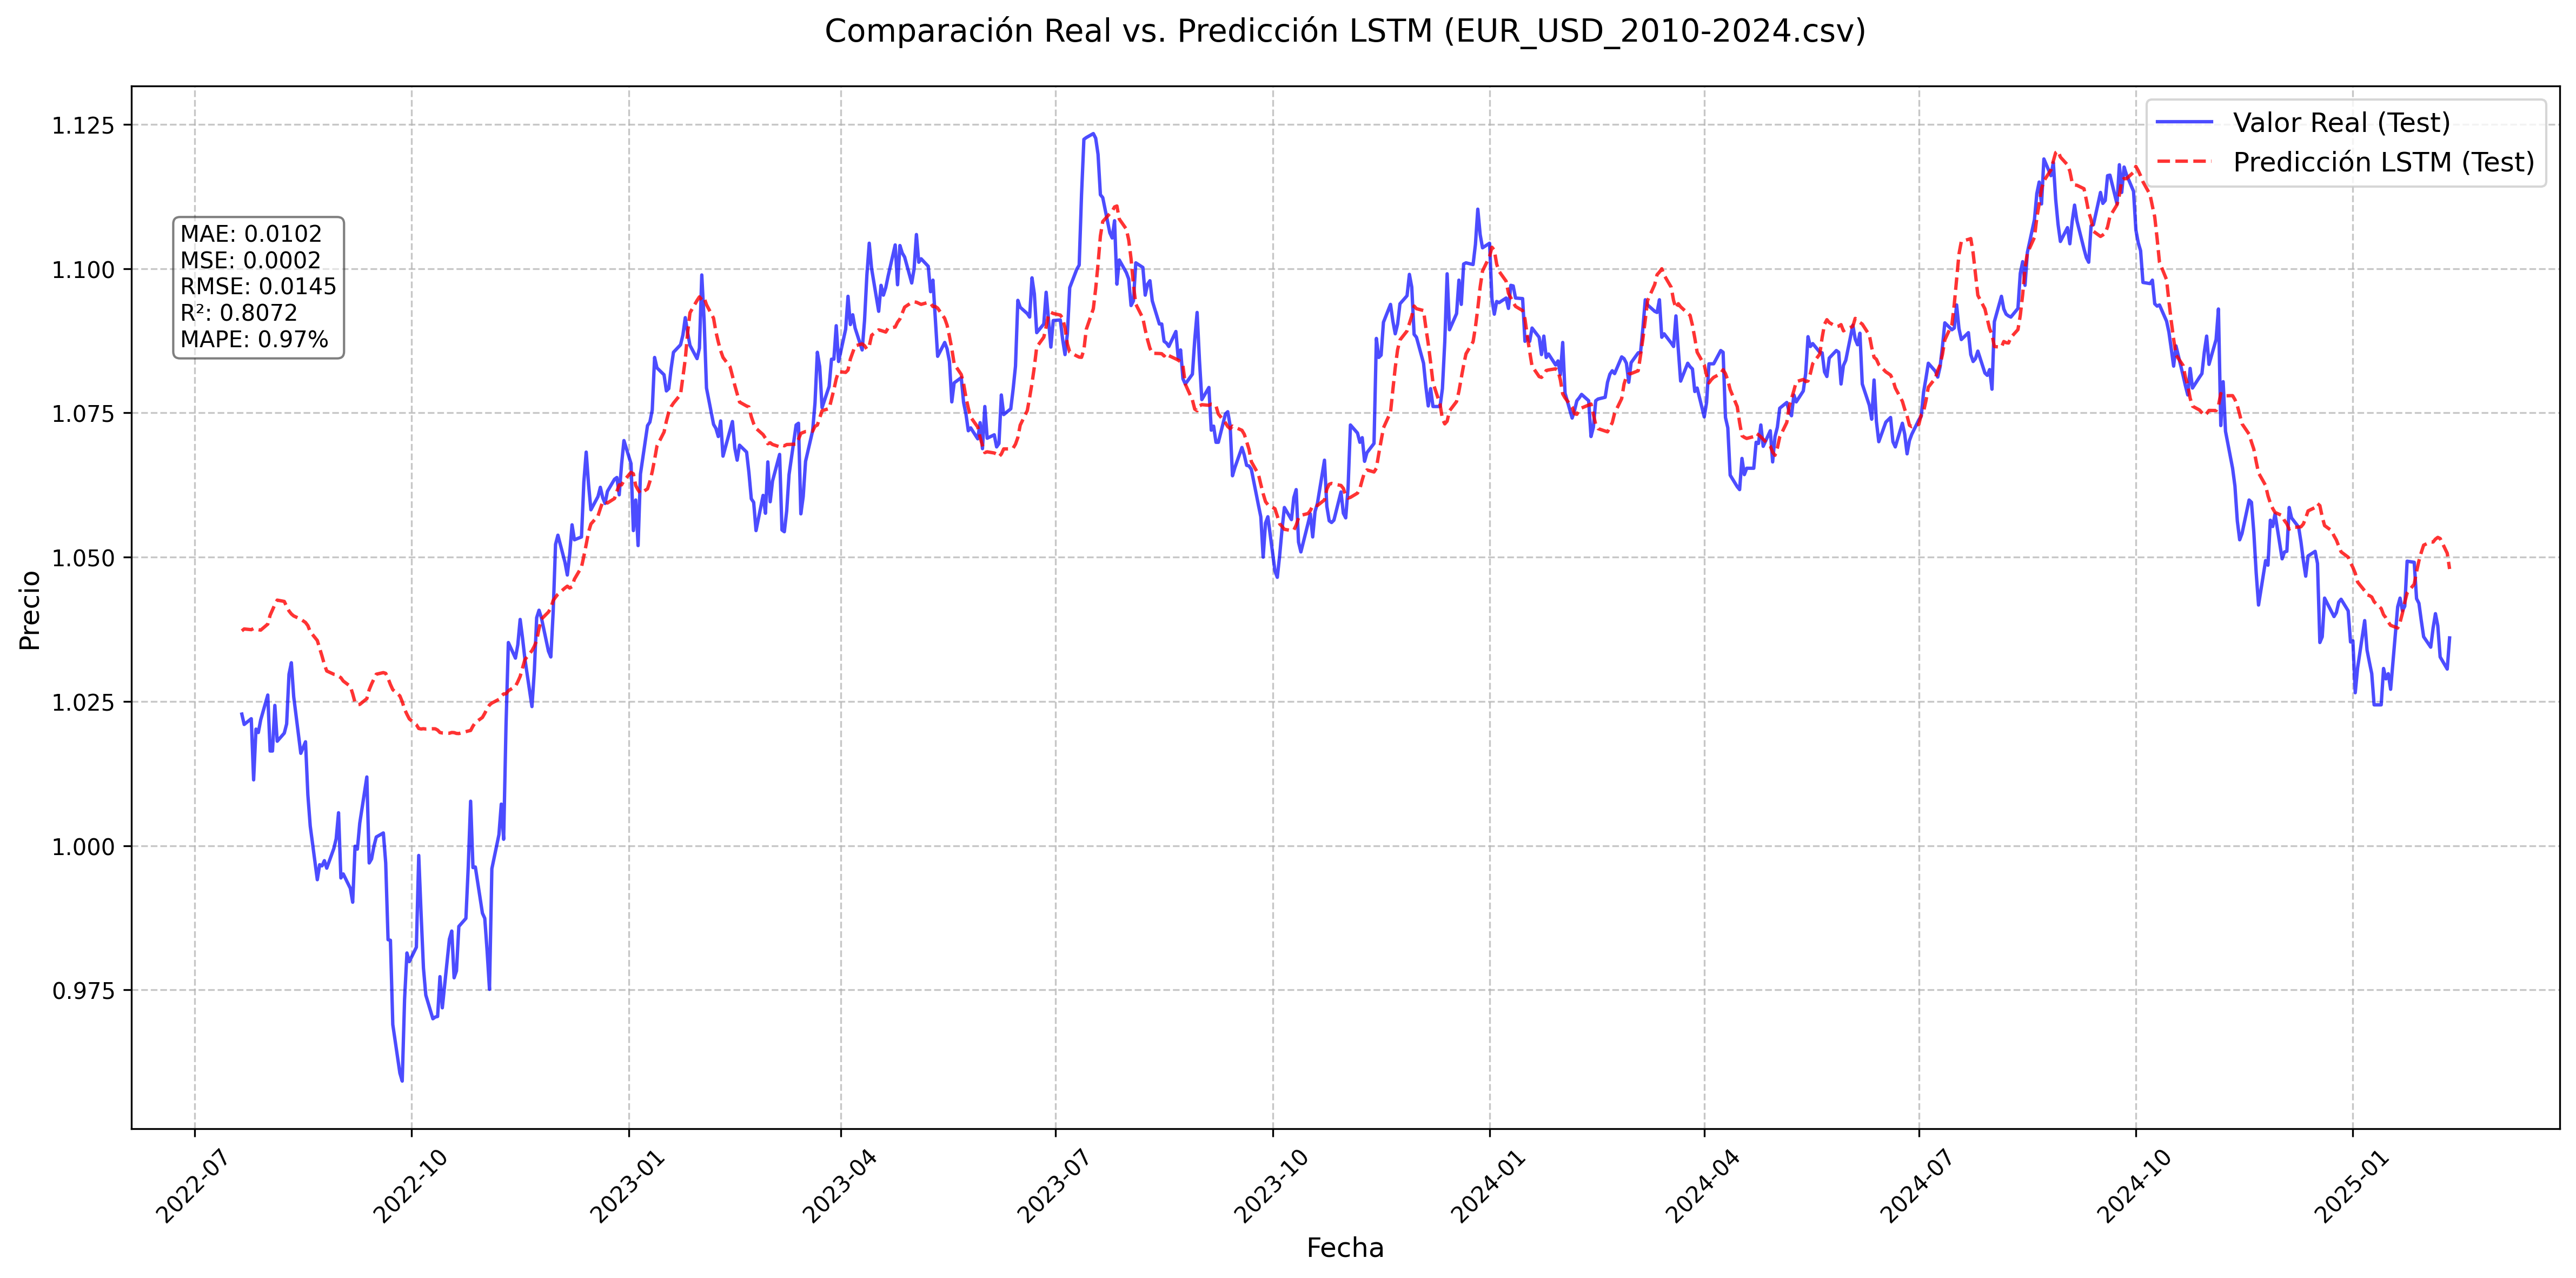 Comparación Real vs. Predicción LSTM (EUR_USD_2010-2024.csv)
Valor Real (Test)
Predicción LSTM (Test)
MAE: 0.0102
MSE: 0.0002
RMSE: 0.0145
R²: 0.8072
MAPE: 0.97%
Precio
1.125
1.100
1.075
1.050
1.025
1.000
0.975
2022-07
2022-10
2023-01
2023-04
2023-07
2023-10
2024-01
2024-04
2024-07
2024-10
2025-01
Fecha